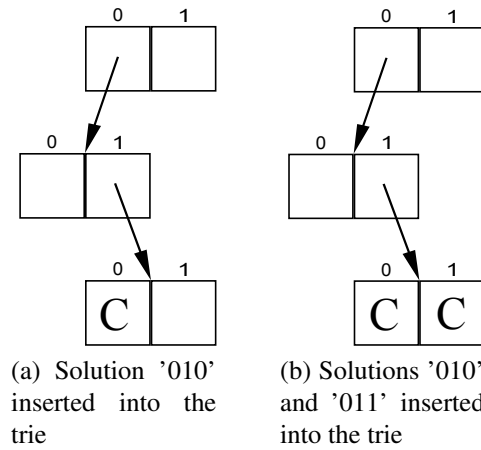 0 1
0 1
0 1
C
(a) Solution ’010’
inserted into the
trie
0 1
0 1
0 1
C C
(b) Solutions ’010’
and ’011’ inserted
into the trie